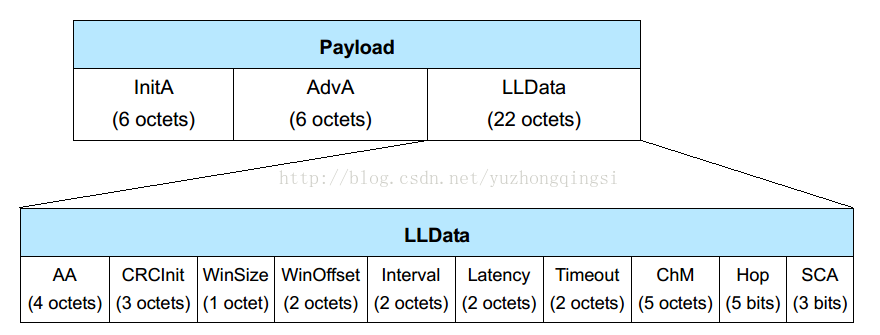 Payload
InitA AdvA LLData
(6 octets) (6 octets) (22 octets)
http://blog.csdn.net/yuzhongqingsi
LLData
AA CRCInit WinSize WinOffset Interval Latency Timeout ChM Hop SCA
(4 octets) (3 octets) (1 octet) (2 octets) (2 octets) (2 octets) (2 octets) (5 octets) (5 bits) (3 bits)